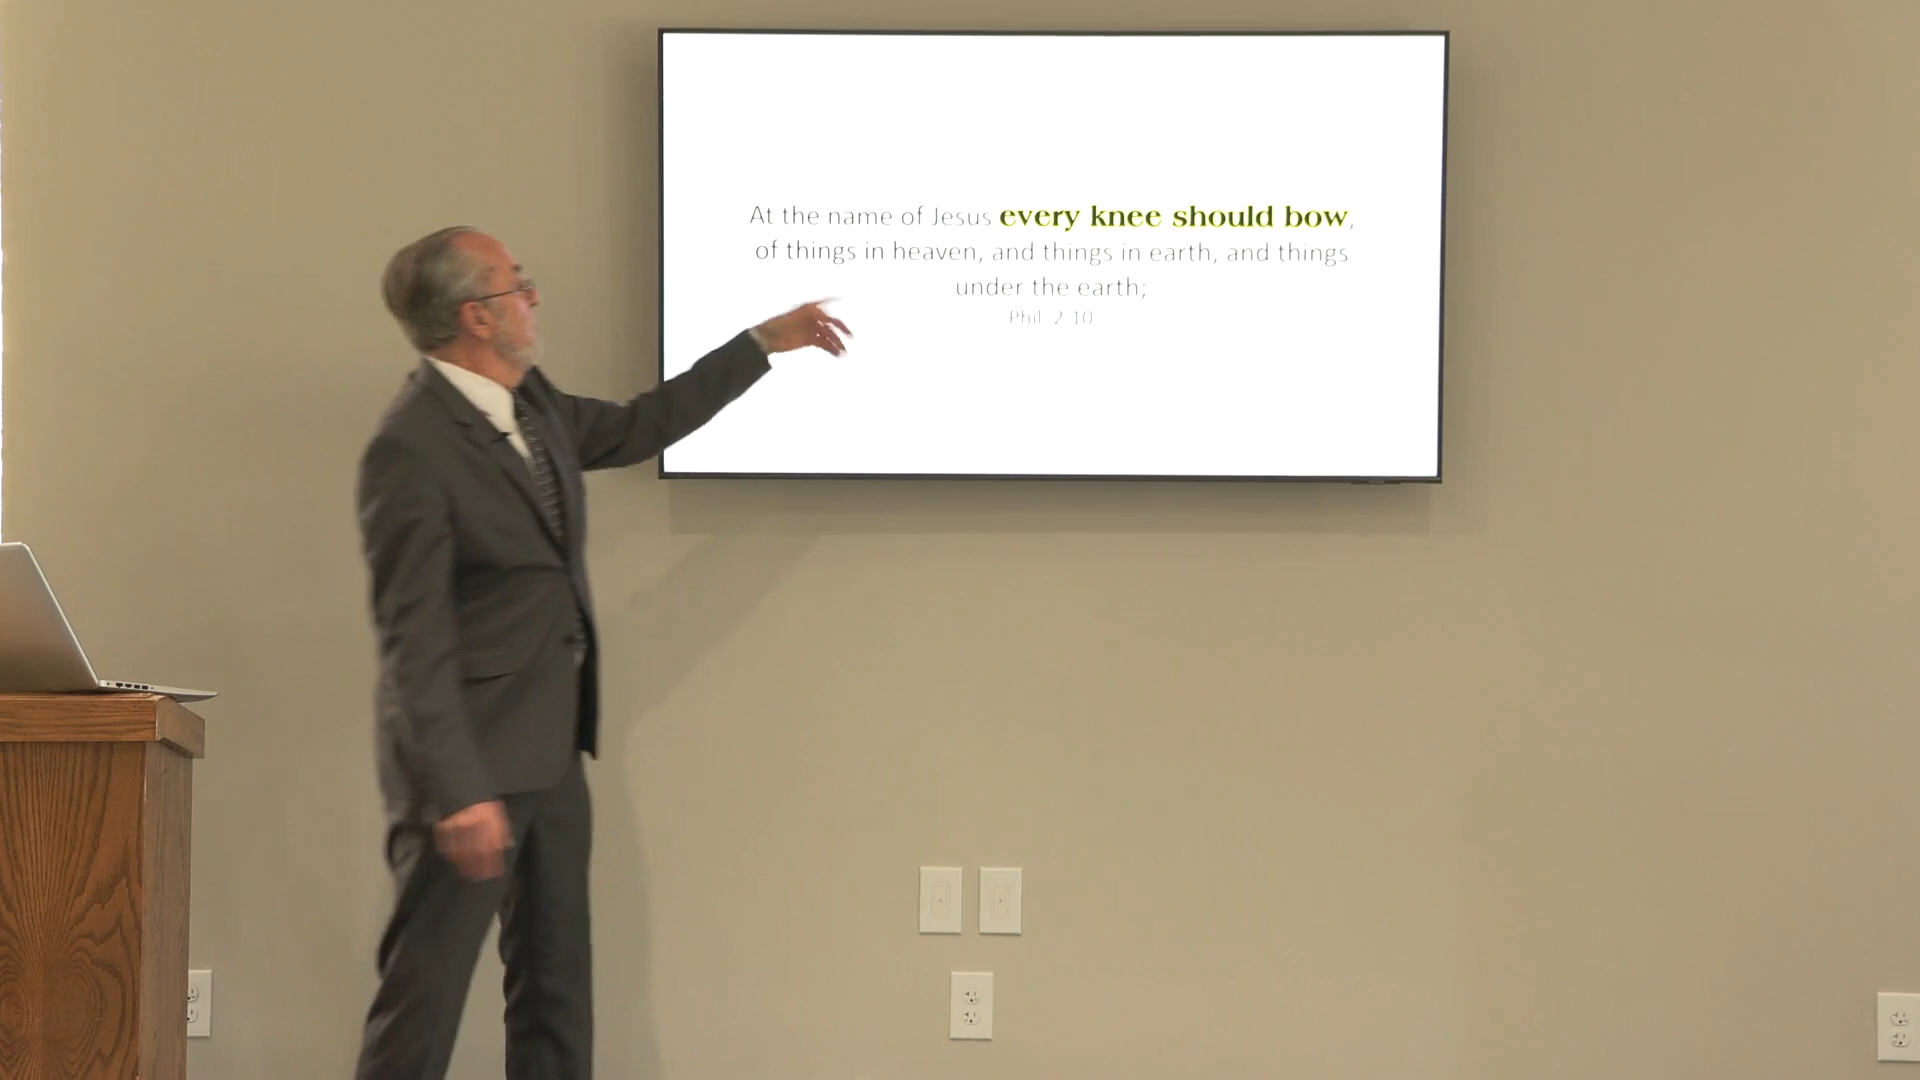 At the name of Jesus every knee should bow,
of things in heaven, and things in earth, and things
under the earth;
Phil. 2:10